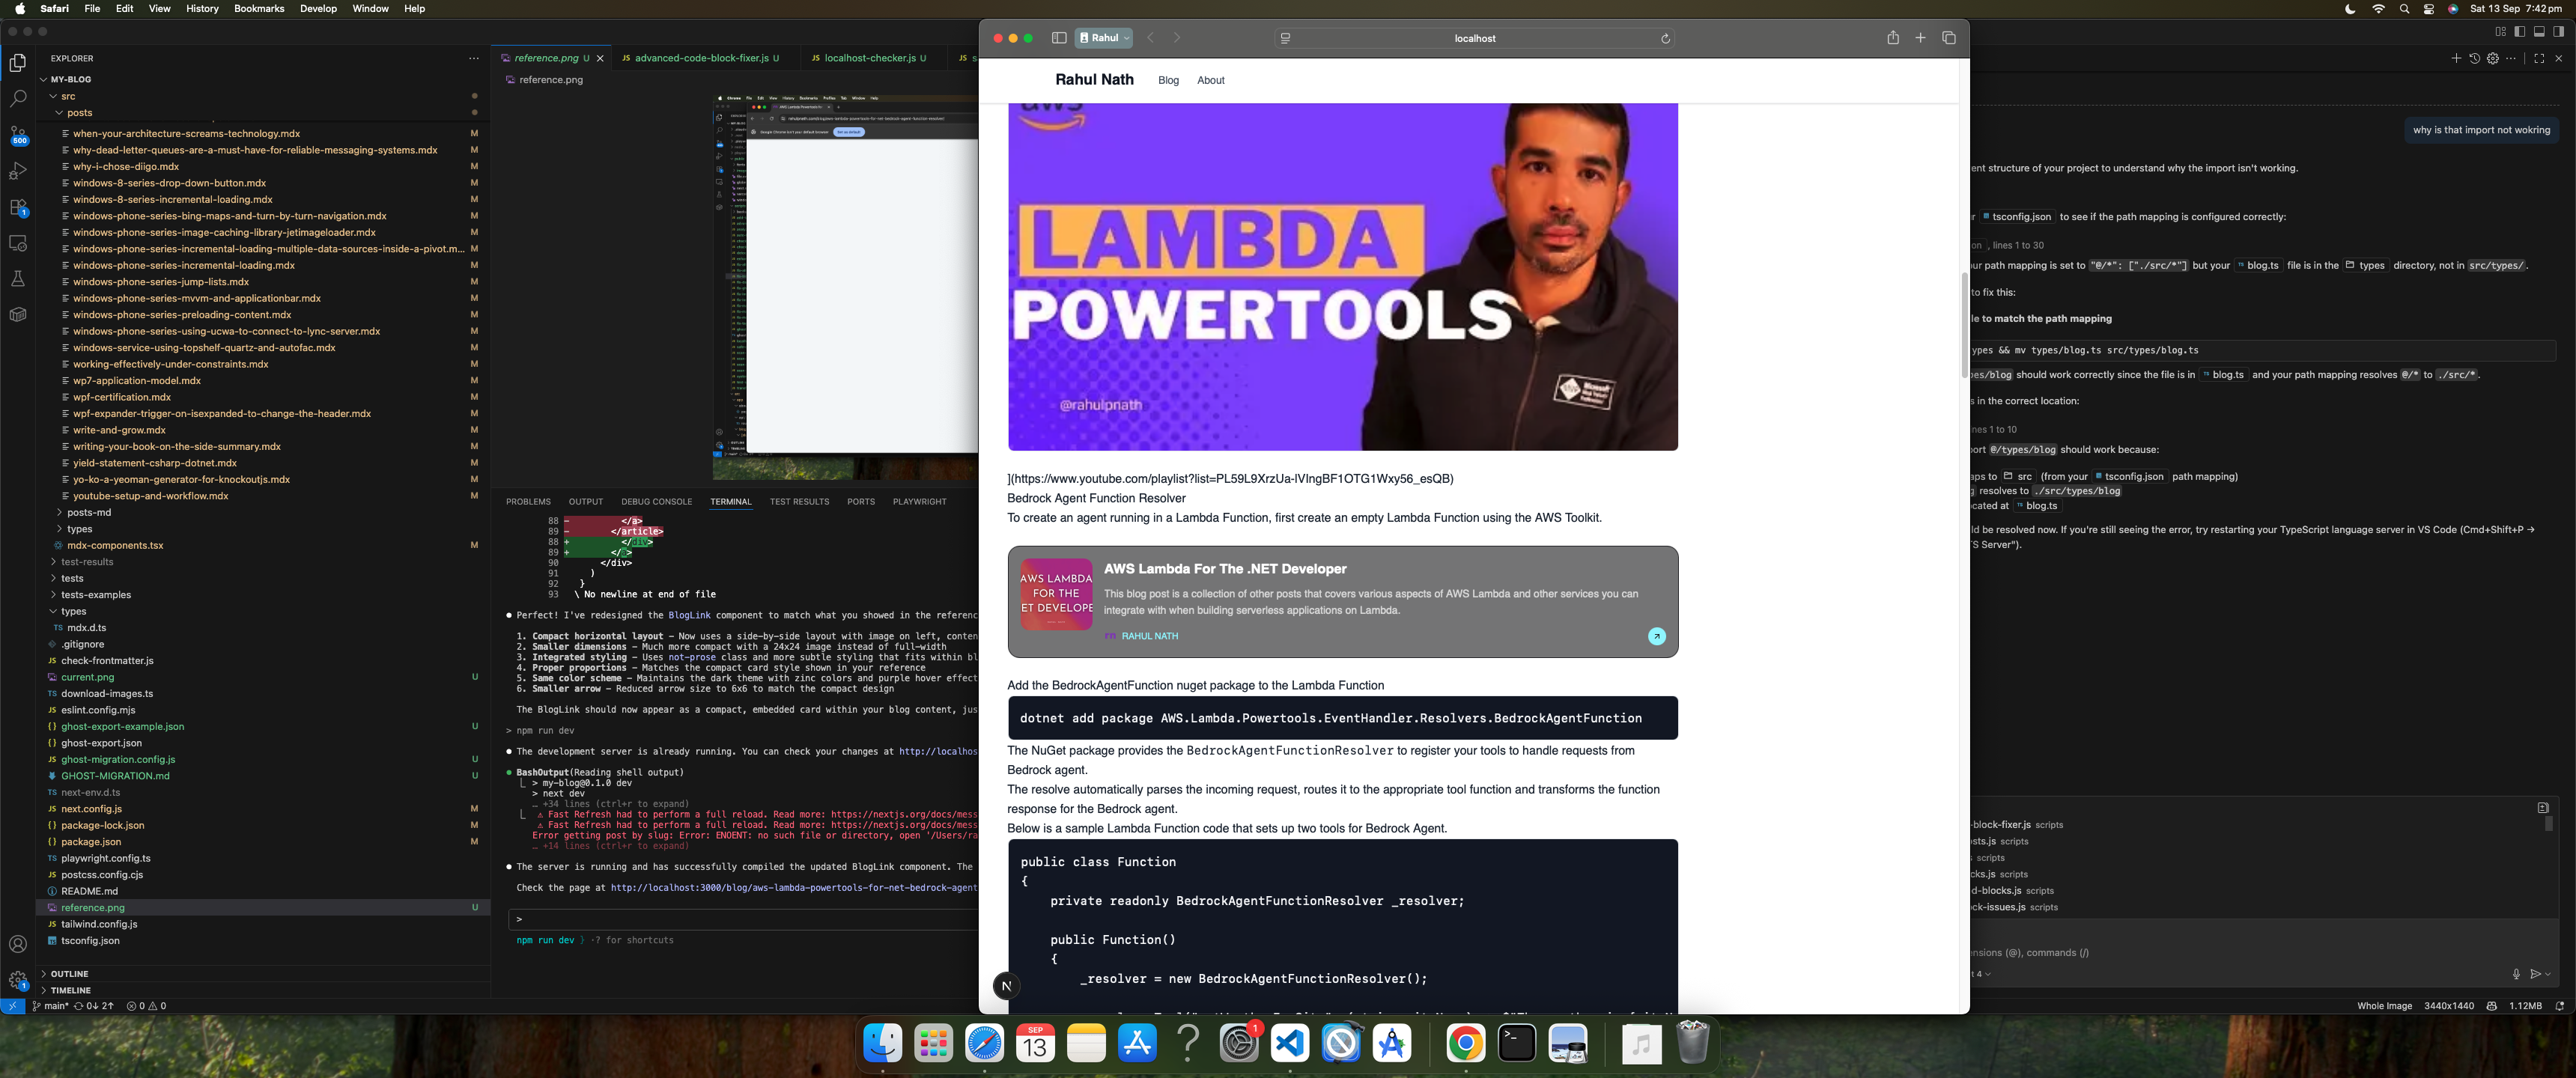 Safari File Edit View History Bookmarks Develop Window Help
Sat 13 Sep 7:42 pm
EXPLORER
MY-BLOG
src
posts
when-your-architecture-screams-technology.mdx M
why-dead-letter-queues-are-a-must-have-for-reliable-messaging-systems.mdx M
why-i-chose-diigo.mdx M
windows-8-series-drop-down-button.mdx M
windows-8-series-incremental-loading.mdx M
windows-phone-series-bing-maps-and-turn-by-turn-navigation.mdx M
windows-phone-series-image-caching-library-jetimageloader.mdx M
windows-phone-series-incremental-loading-multiple-data-sources-inside-a-pivot.m... M
windows-phone-series-incremental-loading.mdx M
windows-phone-series-jump-lists.mdx M
windows-phone-series-mvvm-and-applicationbar.mdx M
windows-phone-series-preloading-content.mdx M
windows-phone-series-using-ucwa-to-connect-to-lync-server.mdx M
windows-service-using-topshelf-quartz-and-autofac.mdx M
working-effectively-under-constraints.mdx M
wp7-application-model.mdx M
wpf-certification.mdx M
wpf-expander-trigger-on-isexpanded-to-change-the-header.mdx M
write-and-grow.mdx M
writing-your-book-on-the-side-summary.mdx M
yield-statement-csharp-dotnet.mdx M
yo-ko-a-yeoman-generator-for-knockoutjs.mdx M
youtube-setup-and-workflow.mdx M
posts-md
types
mdx-components.tsx M
test-results
tests
tests-examples
types
TS mdx.d.ts
.gitignore
JS check-frontmatter.js
current.png U
TS download-images.ts
JS eslint.config.mjs
{} ghost-export-example.json U
{} ghost-export.json
JS ghost-migration.config.js U
GHOST-MIGRATION.md U
TS next-env.d.ts
JS next.config.js M
{} package-lock.json M
{} package.json M
TS playwright.config.ts
JS postcss.config.cjs
README.md
reference.png U
JS tailwind.config.js
tsconfig.json
OUTLINE
TIMELINE
500
1
1
main* 0↓ 2↑ 0 0
reference.png U
JS advanced-code-block-fixer.js U
JS localhost-checker.js U
JS s
reference.png
PROBLEMS OUTPUT DEBUG CONSOLE TERMINAL TEST RESULTS PORTS PLAYWRIGHT
88 - </a>
89 - </article>
88 + </div>
89 + </a>
90 </div>
91 )
92 }
93 \ No newline at end of file
Perfect! I've redesigned the BlogLink component to match what you showed in the referenc
1. Compact horizontal layout – Now uses a side-by-side layout with image on left, conten
2. Smaller dimensions – Much more compact with a 24x24 image instead of full-width
3. Integrated styling – Uses not-prose class and more subtle styling that fits within bl
4. Proper proportions – Matches the compact card style shown in your reference
5. Same color scheme – Maintains the dark theme with zinc colors and purple hover effect
6. Smaller arrow – Reduced arrow size to 6x6 to match the compact design
The BlogLink should now appear as a compact, embedded card within your blog content, jus
> npm run dev
The development server is already running. You can check your changes at http://localhos
BashOutput(Reading shell output)
> my-blog@0.1.0 dev
> next dev
… +34 lines (ctrl+r to expand)
⚠ Fast Refresh had to perform a full reload. Read more: https://nextjs.org/docs/mess
⚠ Fast Refresh had to perform a full reload. Read more: https://nextjs.org/docs/mess
Error getting post by slug: Error: ENOENT: no such file or directory, open '/Users/ra
… +14 lines (ctrl+r to expand)
The server is running and has successfully compiled the updated BlogLink component. The
Check the page at http://localhost:3000/blog/aws-lambda-powertools-for-net-bedrock-agent
>
npm run dev ? for shortcuts
Rahul
localhost
Rahul Nath Blog About
aws
LAMBDA
POWERTOOLS
@rahulpnath
](https://www.youtube.com/playlist?list=PL59L9XrzUa-lVIngBF1OTG1Wxy56_esQB)
Bedrock Agent Function Resolver
To create an agent running in a Lambda Function, first create an empty Lambda Function using the AWS Toolkit.
AWS LAMBDA
FOR THE
ET DEVELOPE
AWS Lambda For The .NET Developer
This blog post is a collection of other posts that covers various aspects of AWS Lambda and other services you can
integrate with when building serverless applications on Lambda.
rn RAHUL NATH
Add the BedrockAgentFunction nuget package to the Lambda Function
dotnet add package AWS.Lambda.Powertools.EventHandler.Resolvers.BedrockAgentFunction
The NuGet package provides the BedrockAgentFunctionResolver to register your tools to handle requests from
Bedrock agent.
The resolve automatically parses the incoming request, routes it to the appropriate tool function and transforms the function
response for the Bedrock agent.
Below is a sample Lambda Function code that sets up two tools for Bedrock Agent.
public class Function
{
private readonly BedrockAgentFunctionResolver _resolver;
public Function()
{
_resolver = new BedrockAgentFunctionResolver();
N
why is that import not wokring
ent structure of your project to understand why the import isn't working.
tsconfig.json to see if the path mapping is configured correctly:
on , lines 1 to 30
ur path mapping is set to "@/*": ["./src/*"] but your blog.ts file is in the types directory, not in src/types/.
to fix this:
le to match the path mapping
ypes && mv types/blog.ts src/types/blog.ts
es/blog should work correctly since the file is in blog.ts and your path mapping resolves @/* to ./src/*.
s in the correct location:
nes 1 to 10
ort @/types/blog should work because:
aps to src (from your tsconfig.json path mapping)
resolves to ./src/types/blog
cated at blog.ts
ld be resolved now. If you're still seeing the error, try restarting your TypeScript language server in VS Code (Cmd+Shift+P →
TS Server").
-block-fixer.js scripts
sts.js scripts
scripts
cks.js scripts
d-blocks.js scripts
ck-issues.js scripts
nsions (@), commands (/)
t 4
Whole Image 3440x1440 1.12MB
SEP
13
1